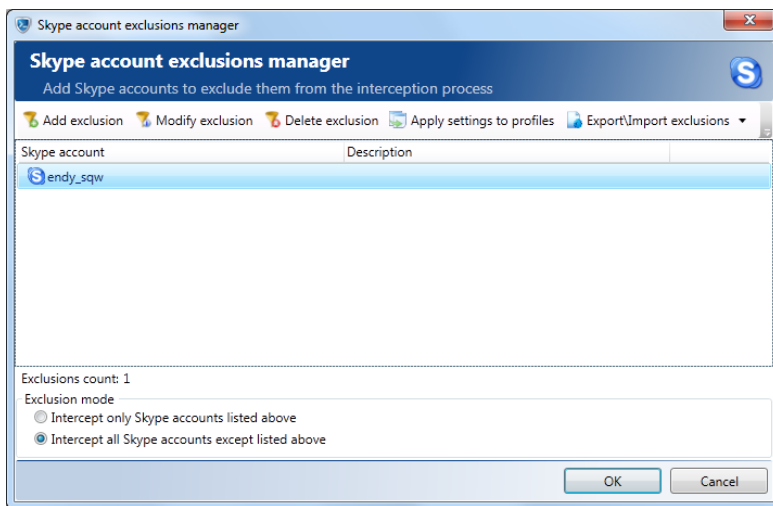 Skype account exclusions manager
Skype account exclusions manager
Add Skype accounts to exclude them from the interception process
Add exclusion Modify exclusion Delete exclusion Apply settings to profiles Export\Import exclusions
Skype account Description
endy_sqw
Exclusions count: 1
Exclusion mode
Intercept only Skype accounts listed above
Intercept all Skype accounts except listed above
OK Cancel